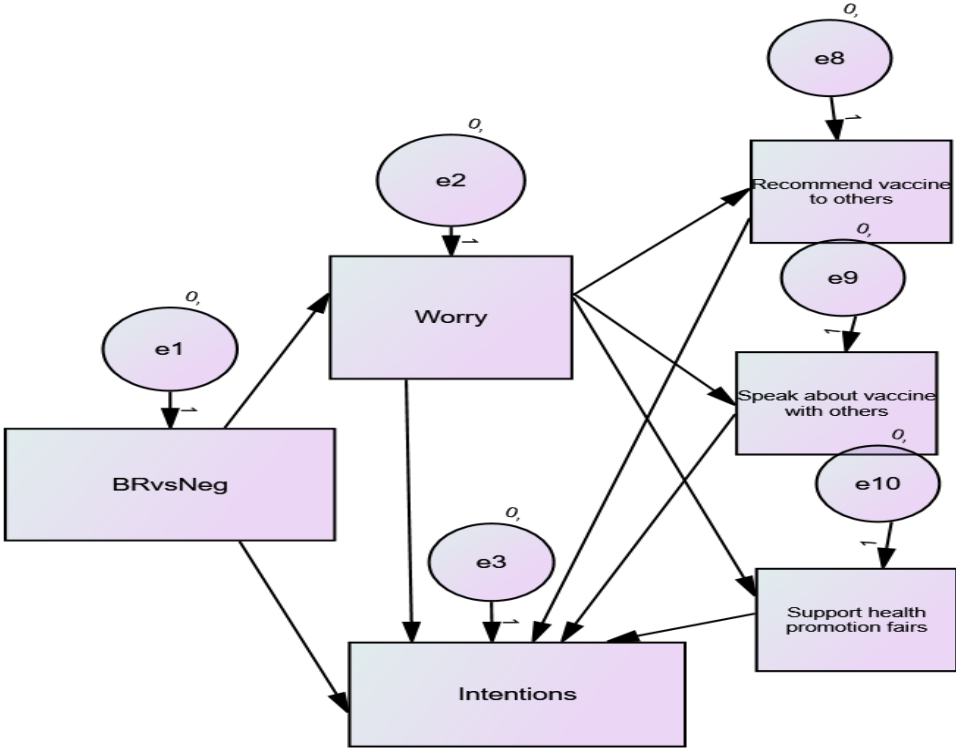 0,
e8
1
Recommend vaccine
to others
0,
e2
1
Worry
0,
e9
1
Speak about vaccine
with others
0,
e1
1
BRvsNeg
0,
e10
1
Support health
promotion fairs
0,
e3
1
Intentions